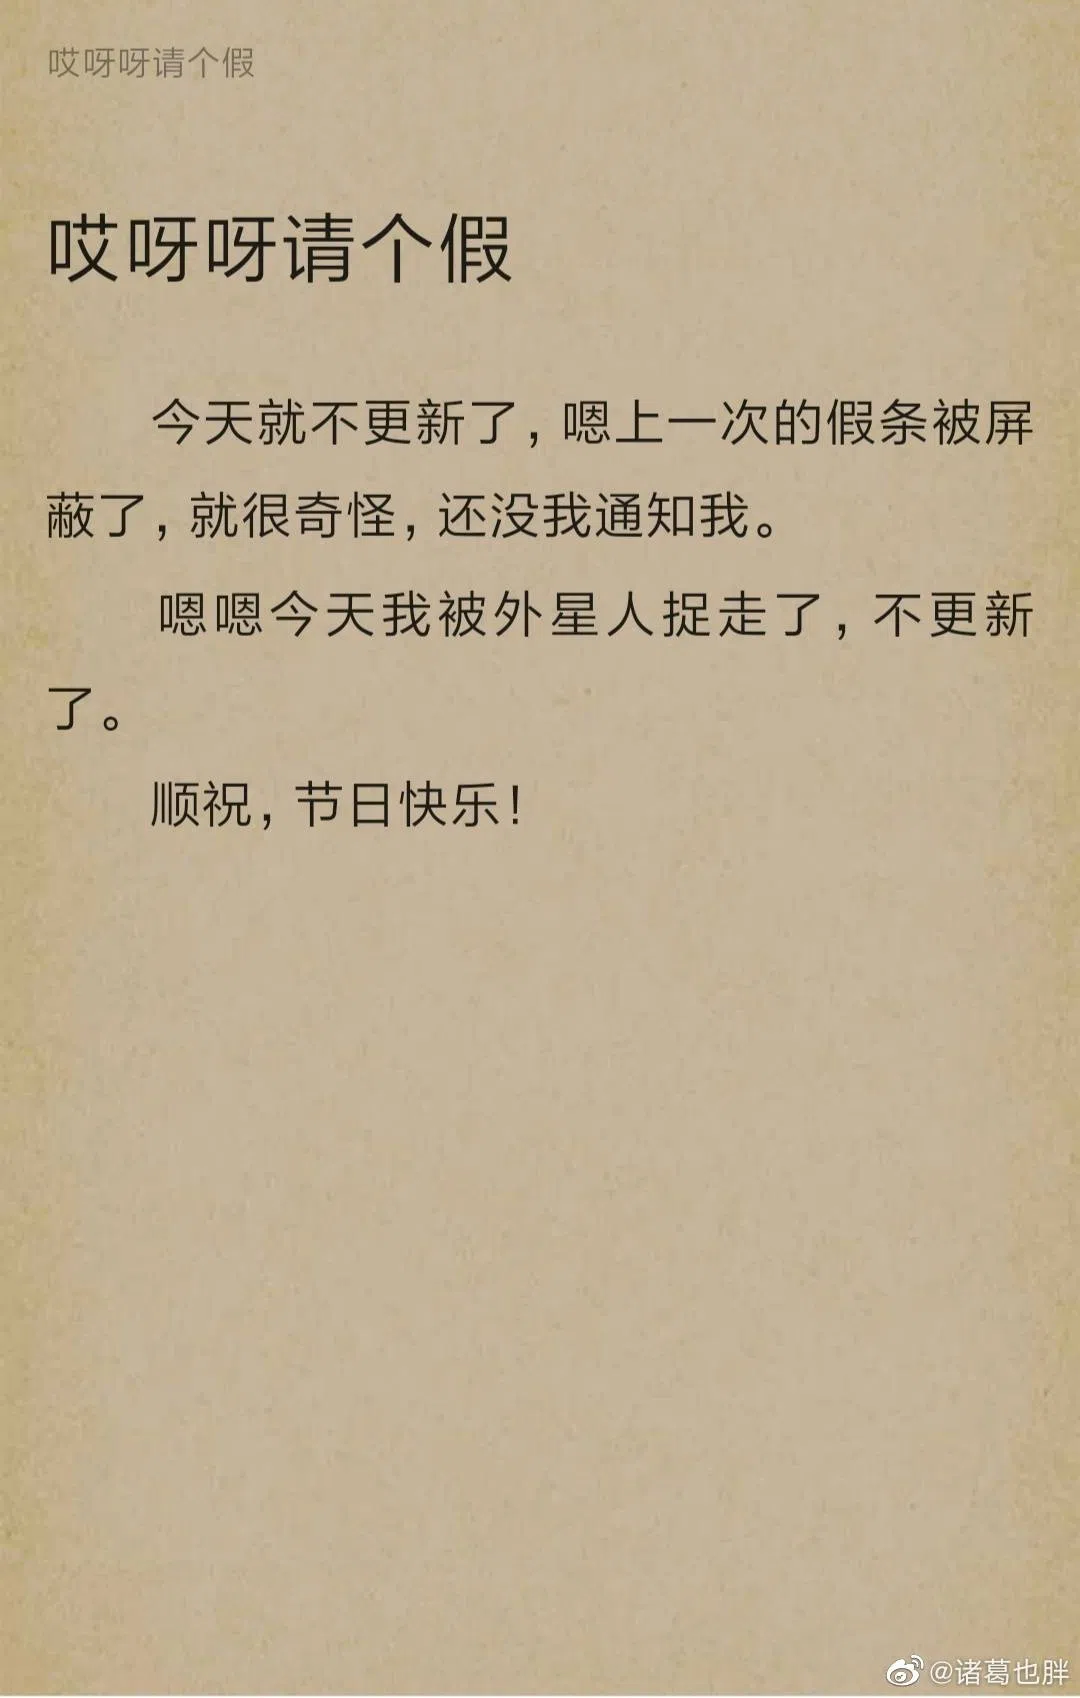 哎呀呀请个假
哎呀呀请个假
今天就不更新了，嗯上一次的假条被屏
蔽了，就很奇怪，还没我通知我。
嗯嗯今天我被外星人捉走了，不更新
了。
顺祝，节日快乐！
@诸葛也胖